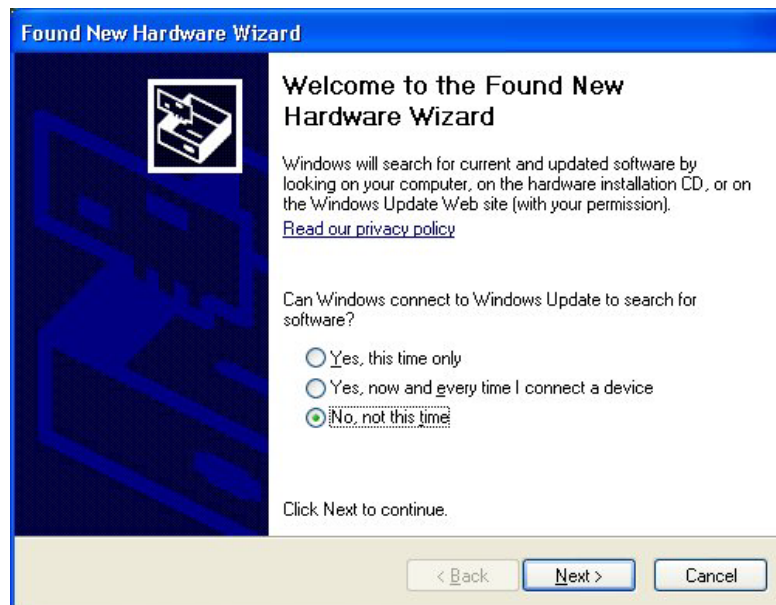 Found New Hardware Wizard
Welcome to the Found New
Hardware Wizard
Windows will search for current and updated software by
looking on your computer, on the hardware installation CD, or on
the Windows Update Web site (with your permission).
Read our privacy policy
Can Windows connect to Windows Update to search for
software?
Yes, this time only
Yes, now and every time I connect a device
No, not this time
Click Next to continue.
< Back
Next >
Cancel